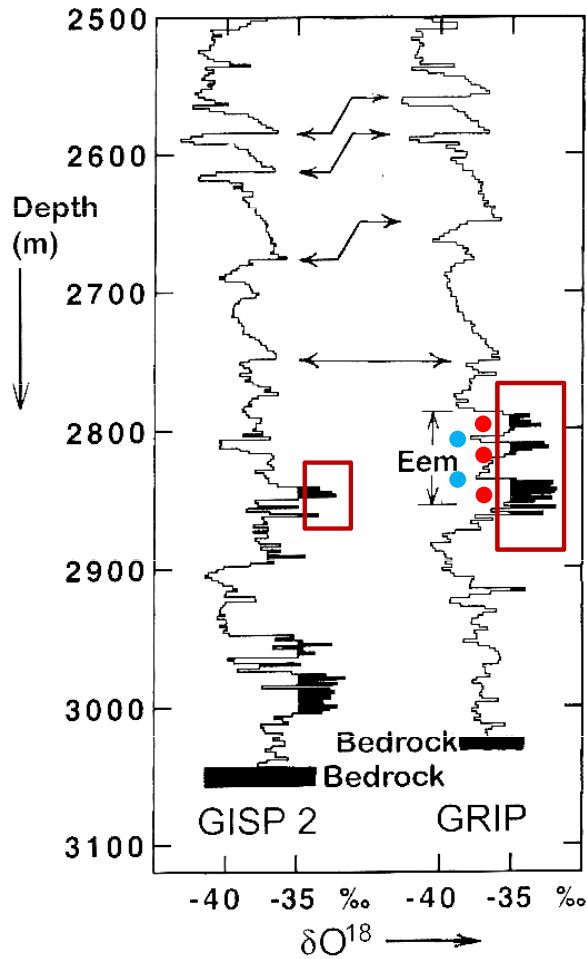 2500
2600
Depth
(m)
2700
2800
Eem
2900
3000
Bedrock
Bedrock
GISP 2
GRIP
3100
-40 -35 ‰ -40 -35 ‰
δO¹⁸